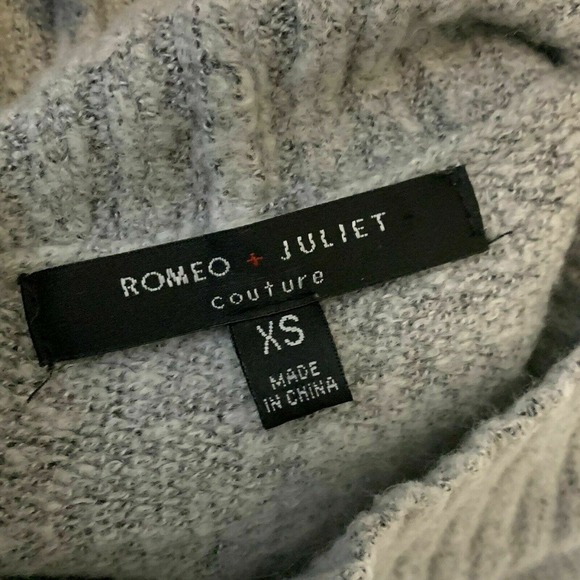 ROMEO + JULIET
couture
XS
MADE
IN CHINA